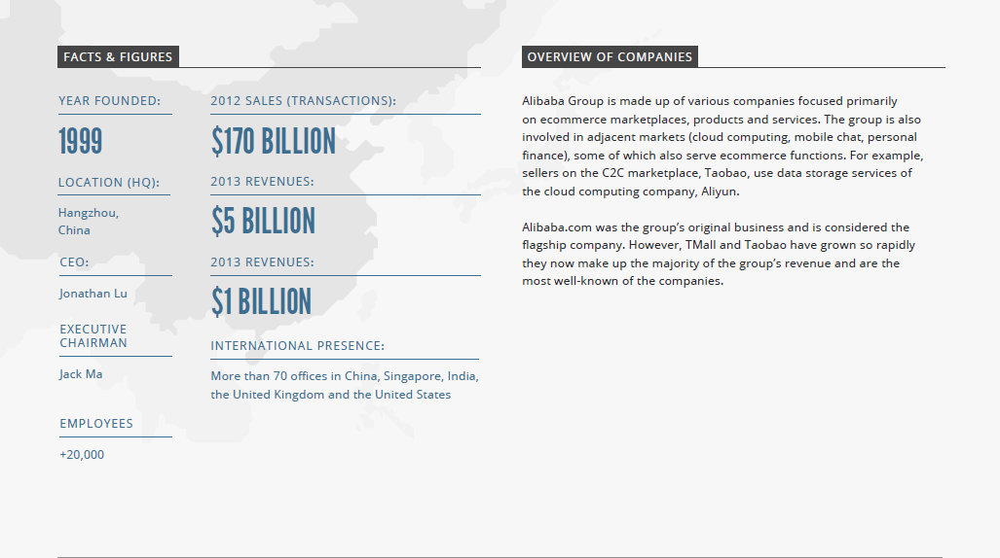 FACTS & FIGURES
YEAR FOUNDED:
1999
LOCATION (HQ):
Hangzhou,
China
CEO:
Jonathan Lu
EXECUTIVE
CHAIRMAN
Jack Ma
EMPLOYEES
+20,000
2012 SALES (TRANSACTIONS):
$170 BILLION
2013 REVENUES:
$5 BILLION
2013 REVENUES:
$1 BILLION
INTERNATIONAL PRESENCE:
More than 70 offices in China, Singapore, India,
the United Kingdom and the United States
OVERVIEW OF COMPANIES
Alibaba Group is made up of various companies focused primarily
on ecommerce marketplaces, products and services. The group is also
involved in adjacent markets (cloud computing, mobile chat, personal
finance), some of which also serve ecommerce functions. For example,
sellers on the C2C marketplace, Taobao, use data storage services of
the cloud computing company, Aliyun.
Alibaba.com was the group’s original business and is considered the
flagship company. However, TMall and Taobao have grown so rapidly
they now make up the majority of the group’s revenue and are the
most well-known of the companies.